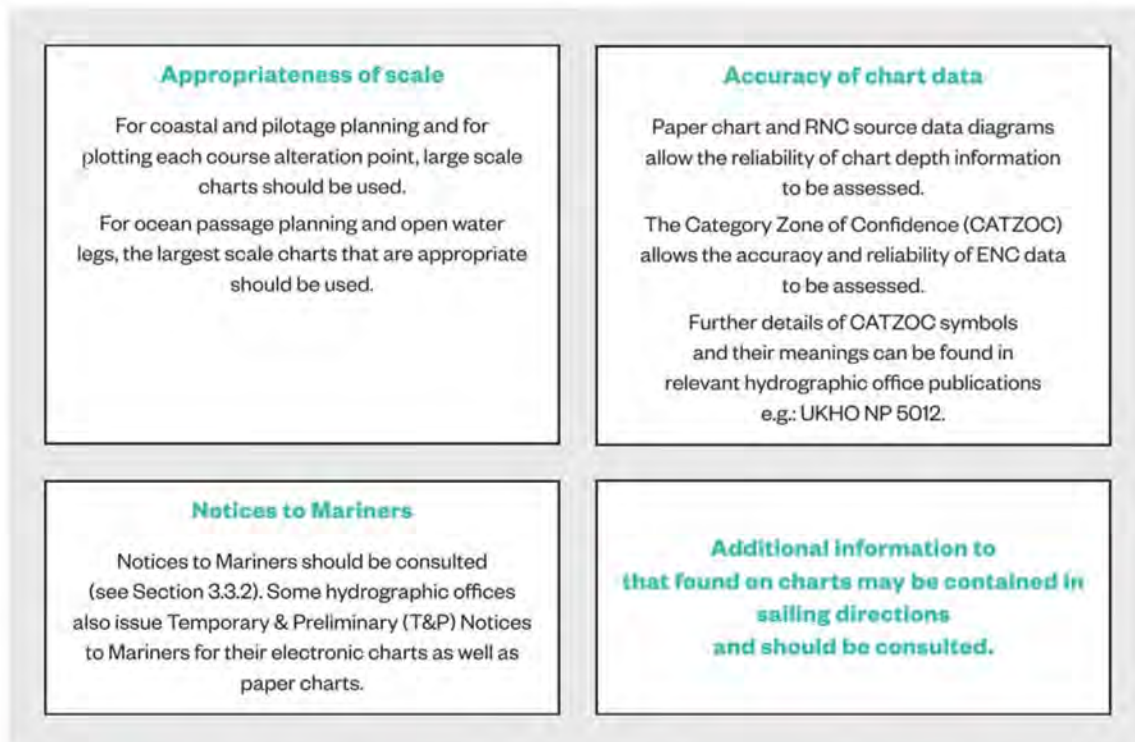 Appropriateness of scale
For coastal and pilotage planning and for
plotting each course alteration point, large scale
charts should be used.
For ocean passage planning and open water
legs, the largest scale charts that are appropriate
should be used.
Accuracy of chart data
Paper chart and RNC source data diagrams
allow the reliability of chart depth information
to be assessed.
The Category Zone of Confidence (CATZOC)
allows the accuracy and reliability of ENC data
to be assessed.
Further details of CATZOC symbols
and their meanings can be found in
relevant hydrographic office publications
e.g.: UKHO NP 5012.
Notices to Mariners
Notices to Mariners should be consulted
(see Section 3.3.2). Some hydrographic offices
also issue Temporary & Preliminary (T&P) Notices
to Mariners for their electronic charts as well as
paper charts.
Additional information to
that found on charts may be contained in
sailing directions
and should be consulted.